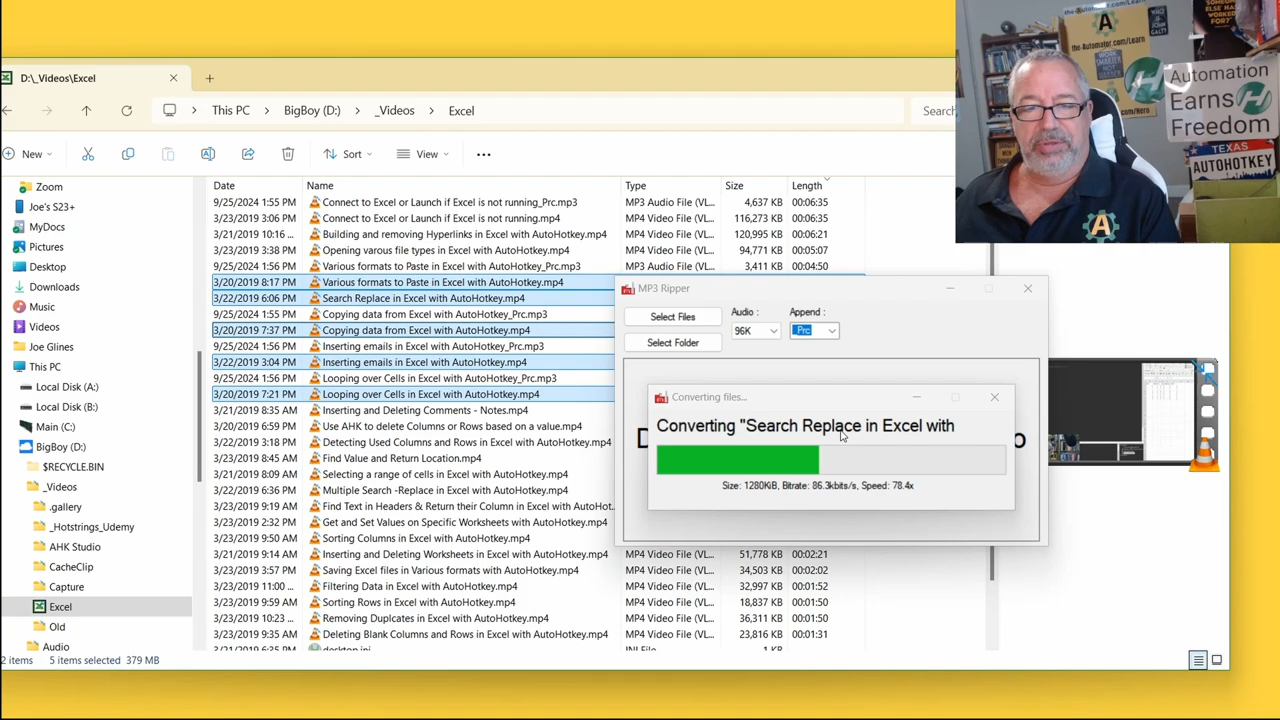 D:\_Videos\Excel
This PC
BigBoy (D:)
_Videos
Excel
Search
New
Sort
View
Zoom
Joe's S23+
MyDocs
Pictures
Desktop
Downloads
Music
Videos
Joe Glines
This PC
Local Disk (A:)
Local Disk (B:)
Main (C:)
BigBoy (D:)
$RECYCLE.BIN
_Videos
.gallery
_Hotstrings_Udemy
AHK Studio
CacheClip
Capture
Excel
Old
Audio
Date Name Type Size Length
9/25/2024 1:55 PM Connect to Excel or Launch if Excel is not running_Prc.mp3 MP3 Audio File (VL... 4,637 KB 00:06:35
3/23/2019 3:06 PM Connect to Excel or Launch if Excel is not running.mp4 MP4 Video File (VL... 116,273 KB 00:06:35
3/21/2019 10:16 ... Building and removing Hyperlinks in Excel with AutoHotkey.mp4 MP4 Video File (VL... 120,995 KB 00:06:21
3/23/2019 3:38 PM Opening varous file types in Excel with AutoHotkey.mp4 MP4 Video File (VL... 94,771 KB 00:05:07
9/25/2024 1:56 PM Various formats to Paste in Excel with AutoHotkey_Prc.mp3 MP3 Audio File (VL... 3,411 KB 00:04:50
3/20/2019 8:17 PM Various formats to Paste in Excel with AutoHotkey.mp4
3/22/2019 6:06 PM Search Replace in Excel with AutoHotkey.mp4
9/25/2024 1:55 PM Copying data from Excel with AutoHotkey_Prc.mp3
3/20/2019 7:37 PM Copying data from Excel with AutoHotkey.mp4
9/25/2024 1:56 PM Inserting emails in Excel with AutoHotkey_Prc.mp3
3/22/2019 3:04 PM Inserting emails in Excel with AutoHotkey.mp4
9/25/2024 1:56 PM Looping over Cells in Excel with AutoHotkey_Prc.mp3
3/20/2019 7:21 PM Looping over Cells in Excel with AutoHotkey.mp4
3/21/2019 8:35 AM Inserting and Deleting Comments - Notes.mp4
3/20/2019 6:59 PM Use AHK to delete Columns or Rows based on a value.mp4
3/22/2019 3:18 PM Detecting Used Columns and Rows in Excel with AutoHotkey.mp4
3/23/2019 8:45 AM Find Value and Return Location.mp4
3/21/2019 8:09 AM Selecting a range of cells in Excel with AutoHotkey.mp4
3/22/2019 6:36 PM Multiple Search -Replace in Excel with AutoHotkey.mp4
3/23/2019 9:19 AM Find Text in Headers & Return their Column in Excel with AutoHot...
3/22/2019 2:32 PM Get and Set Values on Specific Worksheets with AutoHotkey.mp4
3/23/2019 9:50 AM Sorting Columns in Excel with AutoHotkey.mp4
3/21/2019 9:14 AM Inserting and Deleting Worksheets in Excel with AutoHotkey.mp4 MP4 Video File (VL... 51,778 KB 00:02:21
3/23/2019 3:57 PM Saving Excel files in Various formats with AutoHotkey.mp4 MP4 Video File (VL... 34,503 KB 00:02:02
3/23/2019 11:00 ... Filtering Data in Excel with AutoHotkey.mp4 MP4 Video File (VL... 32,997 KB 00:01:52
3/23/2019 9:59 AM Sorting Rows in Excel with AutoHotkey.mp4 MP4 Video File (VL... 18,837 KB 00:01:50
3/23/2019 10:23 ... Removing Duplcates in Excel with AutoHotkey.mp4 MP4 Video File (VL... 36,311 KB 00:01:50
3/23/2019 9:35 AM Deleting Blank Columns and Rows in Excel with AutoHotkey.mp4 MP4 Video File (VL... 23,816 KB 00:01:31
2 items 5 items selected 379 MB
MP3 Ripper
Select Files
Select Folder
Audio :
96K
Append :
_Prc
Converting files...
Converting "Search Replace in Excel with
Size: 1280KiB, Bitrate: 86.3kbits/s, Speed: 78.4x
the-Automator.com/Learn
Automation
Earns
Freedom
TEXAS
AUTOHOTKEY